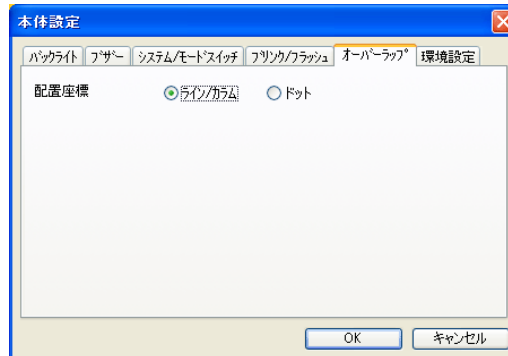 本体設定
ﾊﾞｯｸﾗｲﾄ ﾌﾞｻﾞｰ ｼｽﾃﾑ/ﾓｰﾄﾞｽｲｯﾁ ﾌﾞﾘﾝｸ/ﾌﾗｯｼｭ ｵｰﾊﾞｰﾗｯﾌﾟ 環境設定
配置座標 ﾗｲﾝ/ｶﾗﾑ ﾄﾞｯﾄ
OK ｷｬﾝｾﾙ